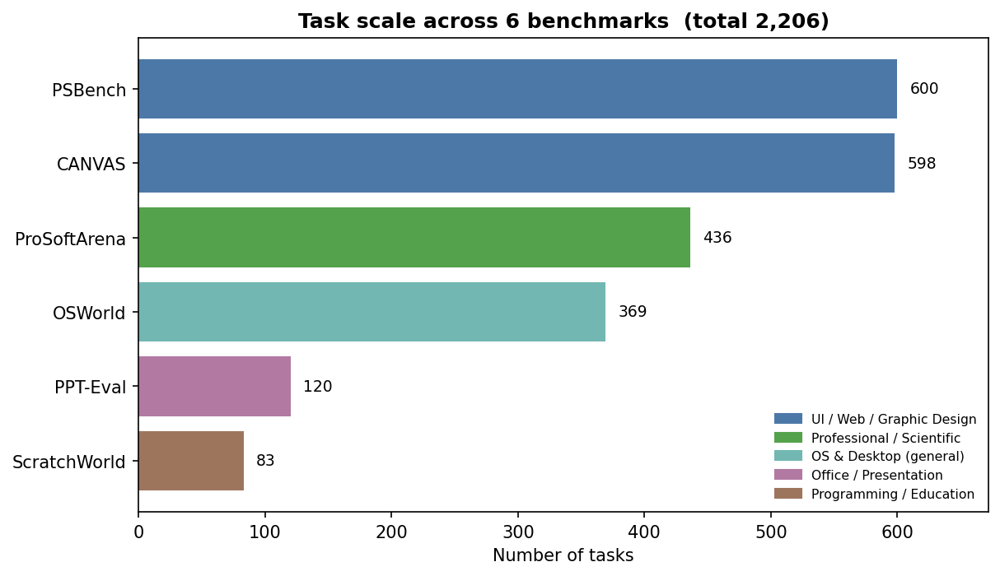 Task scale across 6 benchmarks  (total 2,206)
PSBench
600
CANVAS
598
ProSoftArena
436
OSWorld
369
PPT-Eval
120
ScratchWorld
83
UI / Web / Graphic Design
Professional / Scientific
OS & Desktop (general)
Office / Presentation
Programming / Education
0 100 200 300 400 500 600
Number of tasks